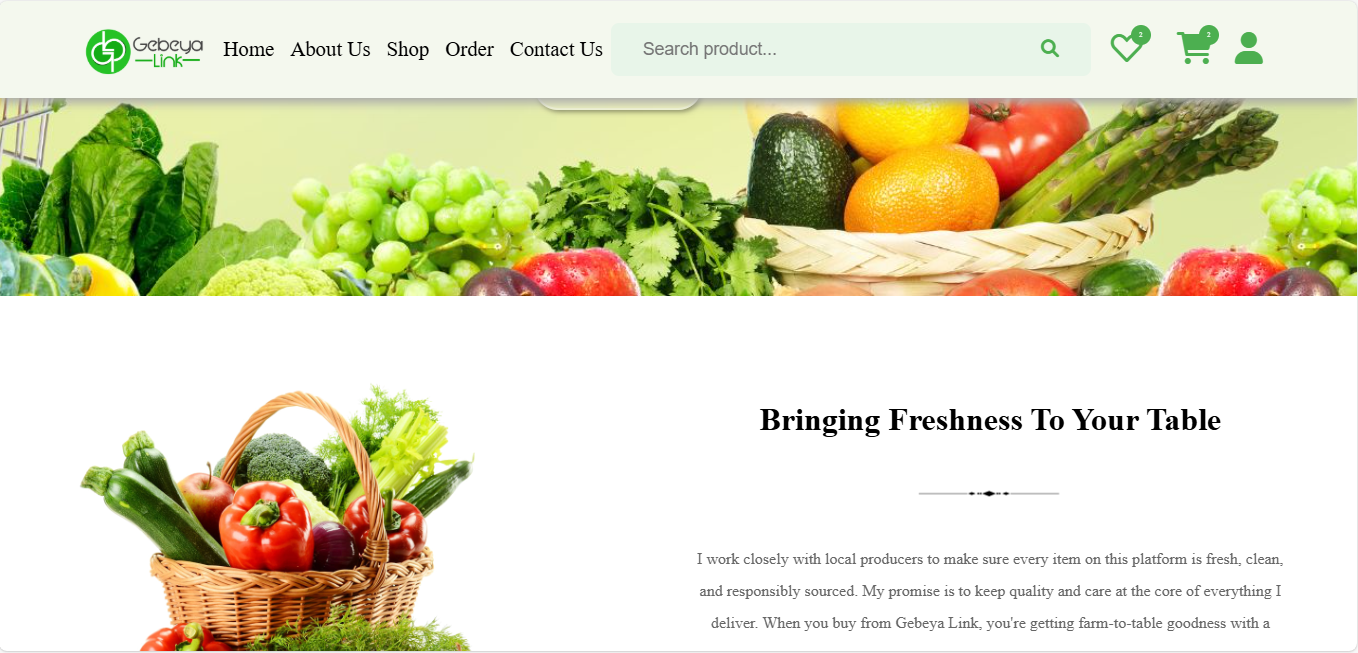 Gebeya
Link
Home About Us Shop Order Contact Us
Search product...
2
2
Bringing Freshness To Your Table
I work closely with local producers to make sure every item on this platform is fresh, clean,
and responsibly sourced. My promise is to keep quality and care at the core of everything I
deliver. When you buy from Gebeya Link, you're getting farm-to-table goodness with a